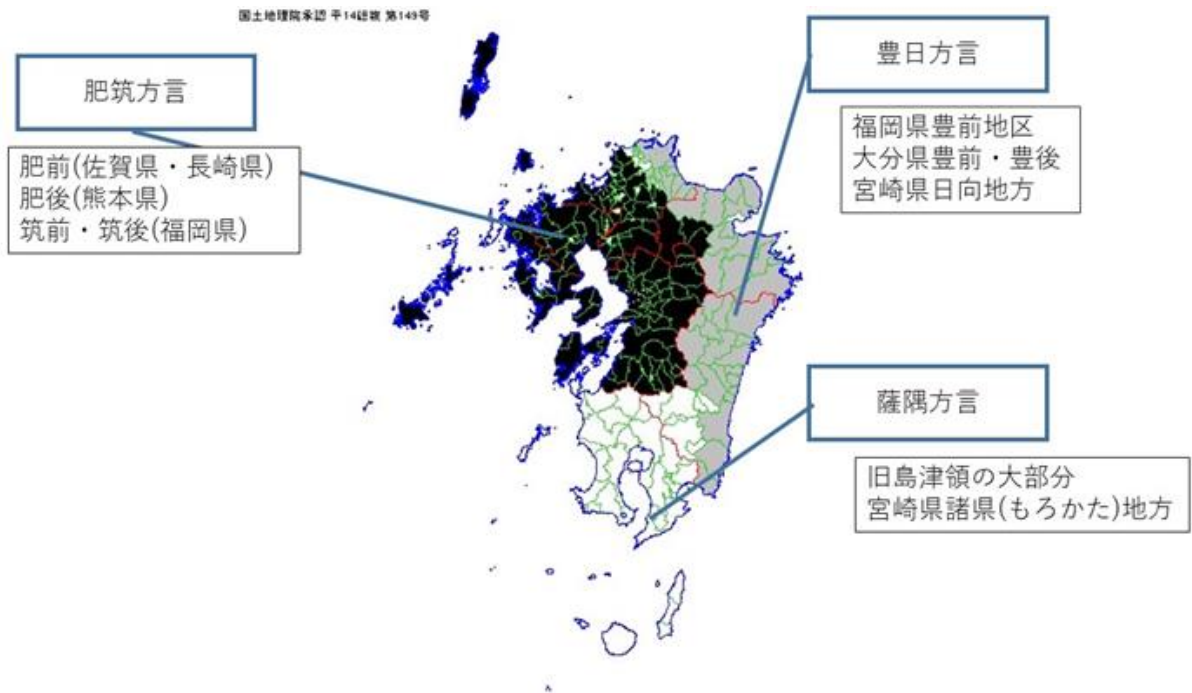 国土地理院承認 平14総複 第149号
肥筑方言
肥前(佐賀県・長崎県)
肥後(熊本県)
筑前・筑後(福岡県)
豊日方言
福岡県豊前地区
大分県豊前・豊後
宮崎県日向地方
薩隅方言
旧島津領の大部分
宮崎県諸県(もろかた)地方